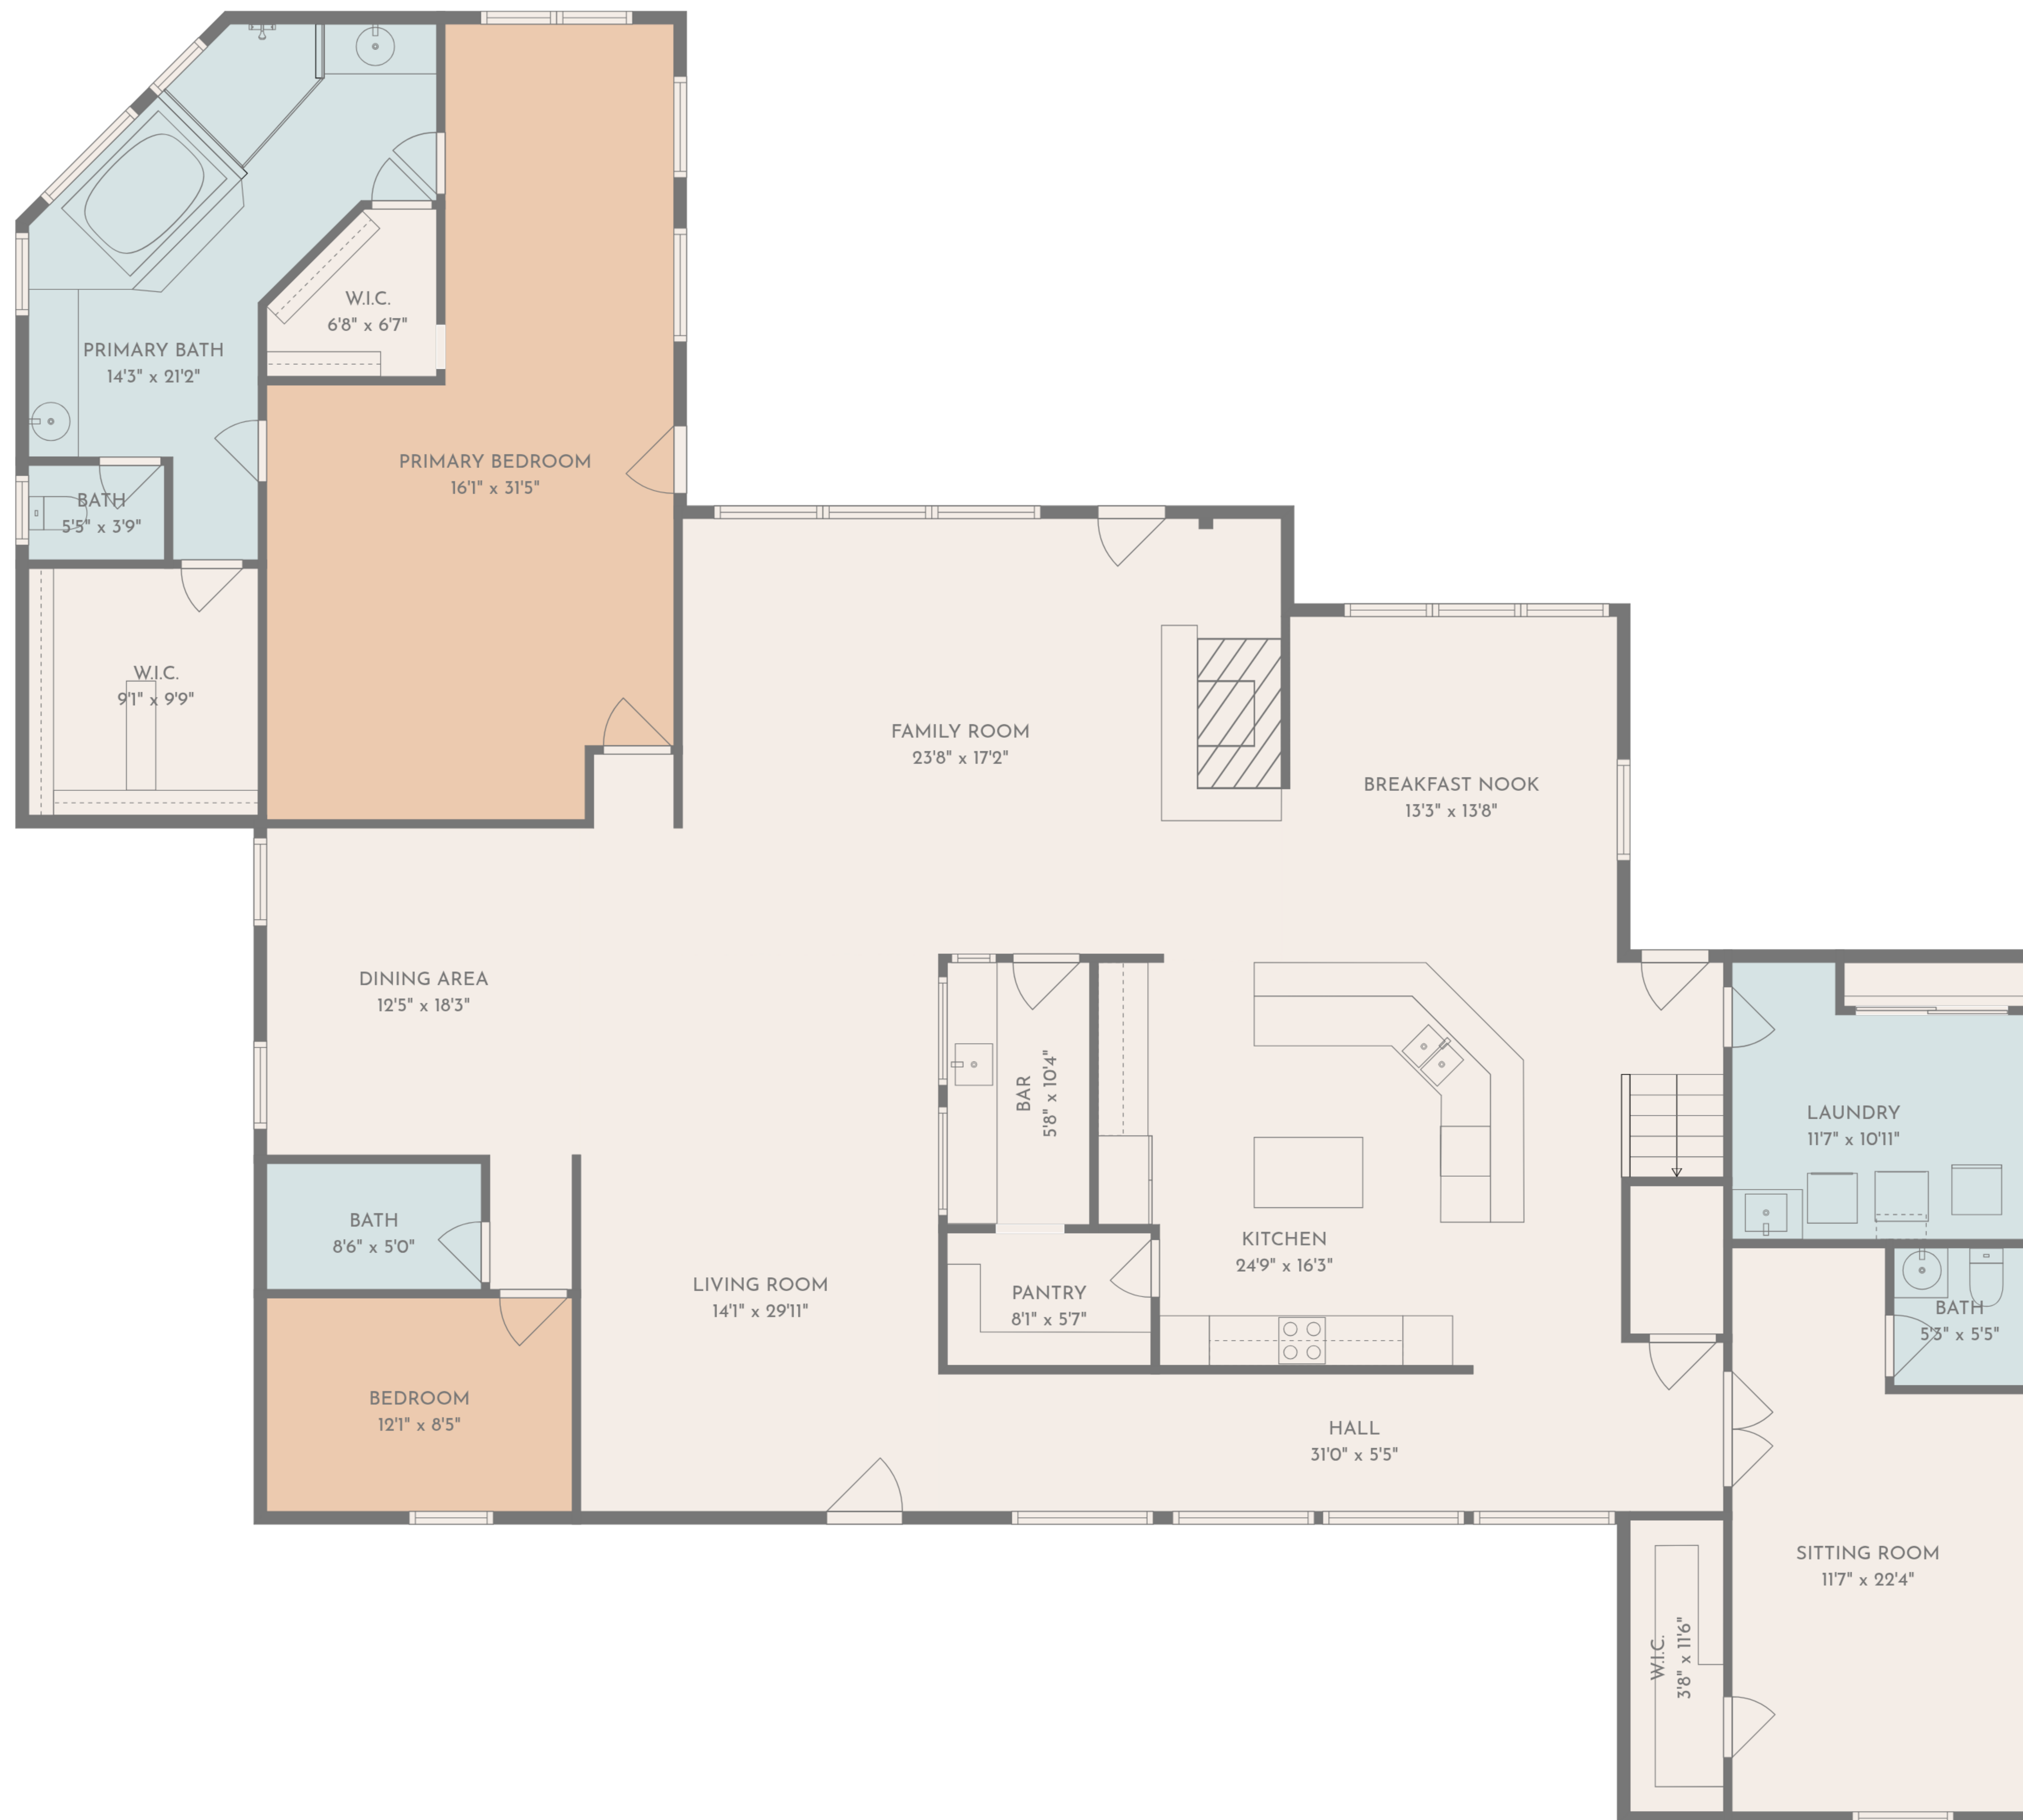 W.I.C.
6'8" x 6'7"
PRIMARY BATH
14'3" x 21'2"
PRIMARY BEDROOM
16'1" x 31'5"
BATH
5'5" x 3'9"
W.I.C.
9'1" x 9'9"
FAMILY ROOM
23'8" x 17'2"
BREAKFAST NOOK
13'3" x 13'8"
DINING AREA
12'5" x 18'3"
BAR
5'8" x 10'4"
LAUNDRY
11'7" x 10'11"
BATH
8'6" x 5'0"
KITCHEN
24'9" x 16'3"
LIVING ROOM
14'1" x 29'11"
PANTRY
8'1" x 5'7"
BATH
5'3" x 5'5"
BEDROOM
12'1" x 8'5"
HALL
31'0" x 5'5"
SITTING ROOM
11'7" x 22'4"
W.I.C.
3'8" x 11'6"